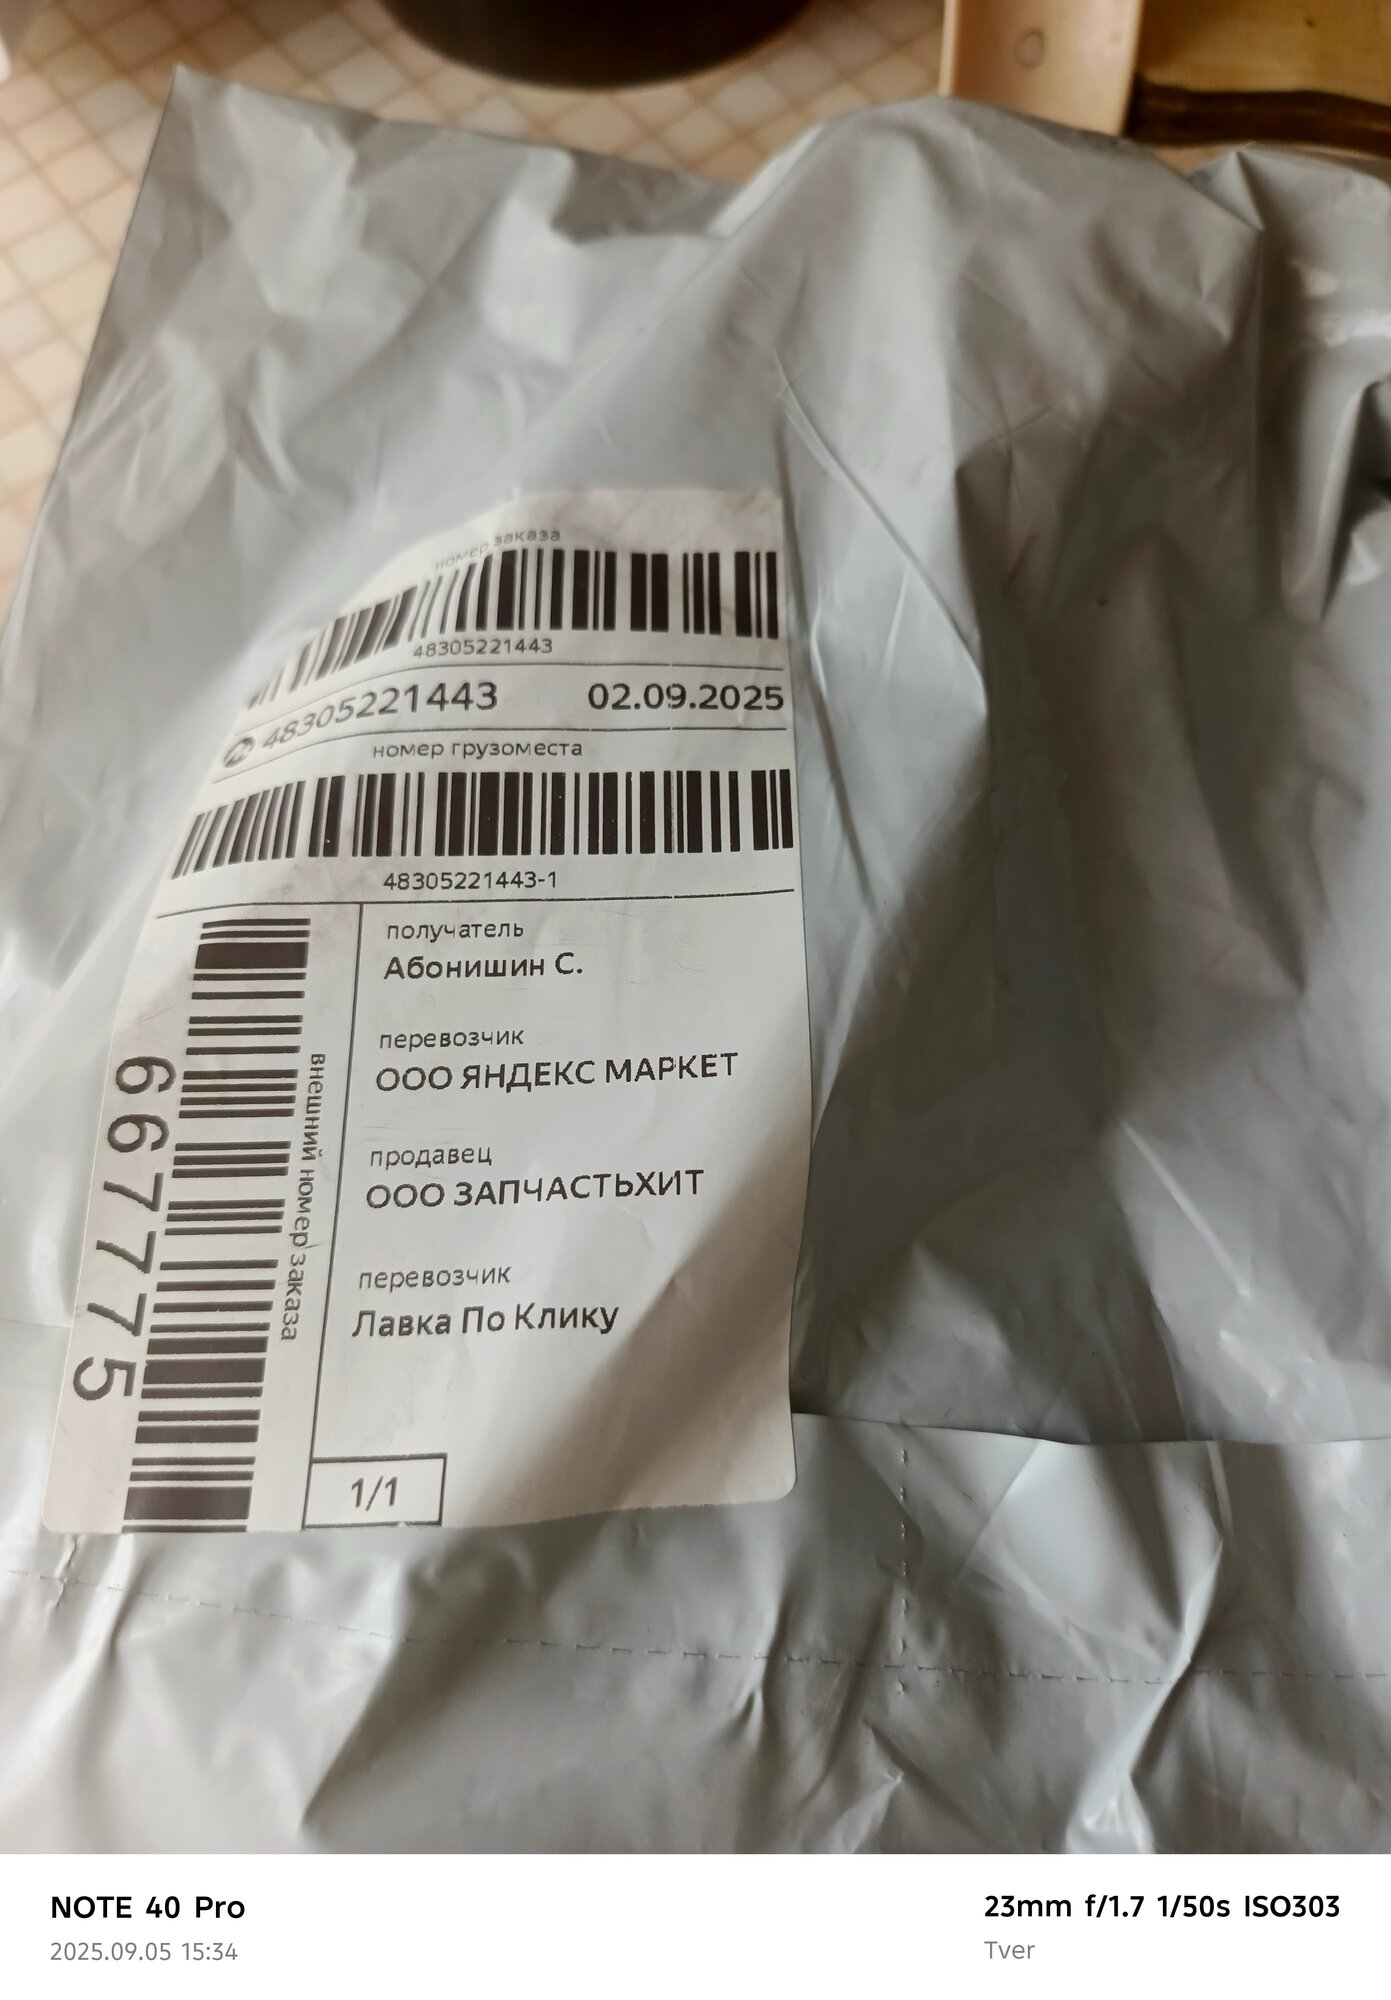 номер заказа
48305221443
48305221443 02.09.2025
номер грузоместа
48305221443-1
получатель
Абонишин С.
перевозчик
ООО ЯНДЕКС МАРКЕТ
продавец
ООО ЗАПЧАСТЬХИТ
перевозчик
Лавка По Клику
1/1
внешний номер заказа
667775
NOTE 40 Pro
2025.09.05 15:34
23mm f/1.7 1/50s ISO303
Tver